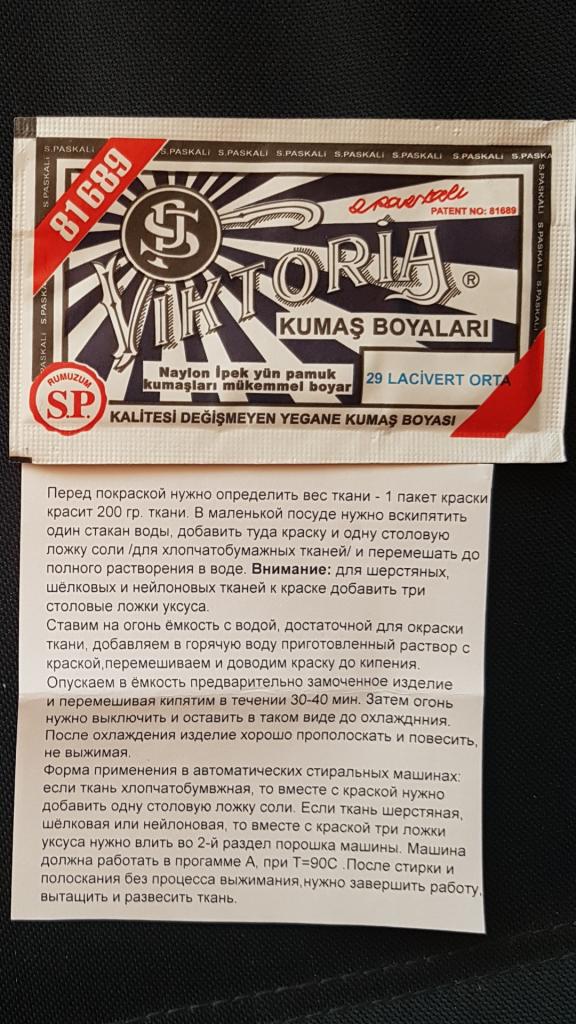 S.PASKALi S.PASKALi S.PASKALi S.PASKALi S.PASKALi S.PASKALi S.PASKALi S.PASKA
S.PASKALi
S.PASKALi
S.PASKALi
S.PASKALi
81689
PATENT NO: 81689
VİKTORİA ®
KUMAŞ BOYALARI
Naylon İpek yün pamuk
kumaşları mükemmel boyar
29 LACİVERT ORTA
RUMUZUM
S.P.
KALİTESİ DEĞİŞMEYEN YEGANE KUMAŞ BOYASI
Перед покраской нужно определить вес ткани - 1 пакет краски
красит 200 гр. ткани. В маленькой посуде нужно вскипятить
один стакан воды, добавить туда краску и одну столовую
ложку соли /для хлопчатобумажных тканей/ и перемешать до
полного растворения в воде. Внимание: для шерстяных,
шёлковых и нейлоновых тканей к краске добавить три
столовые ложки уксуса.
Ставим на огонь ёмкость с водой, достаточной для окраски
ткани, добавляем в горячую воду приготовленный раствор с
краской,перемешиваем и доводим краску до кипения.
Опускаем в ёмкость предварительно замоченное изделие
и перемешивая кипятим в течении 30-40 мин. Затем огонь
нужно выключить и оставить в таком виде до охлажднния.
После охлаждения изделие хорошо прополоскать и повесить,
не выжимая.
Форма применения в автоматических стиральных машинах:
если ткань хлопчатобумвжная, то вместе с краской нужно
добавить одну столовую ложку соли. Если ткань шерстяная,
шёлковая или нейлоновая, то вместе с краской три ложки
уксуса нужно влить во 2-й раздел порошка машины. Машина
должна работать в прогамме А, при Т=90С .После стирки и
полоскания без процесса выжимания,нужно завершить работу,
вытащить и развесить ткань.